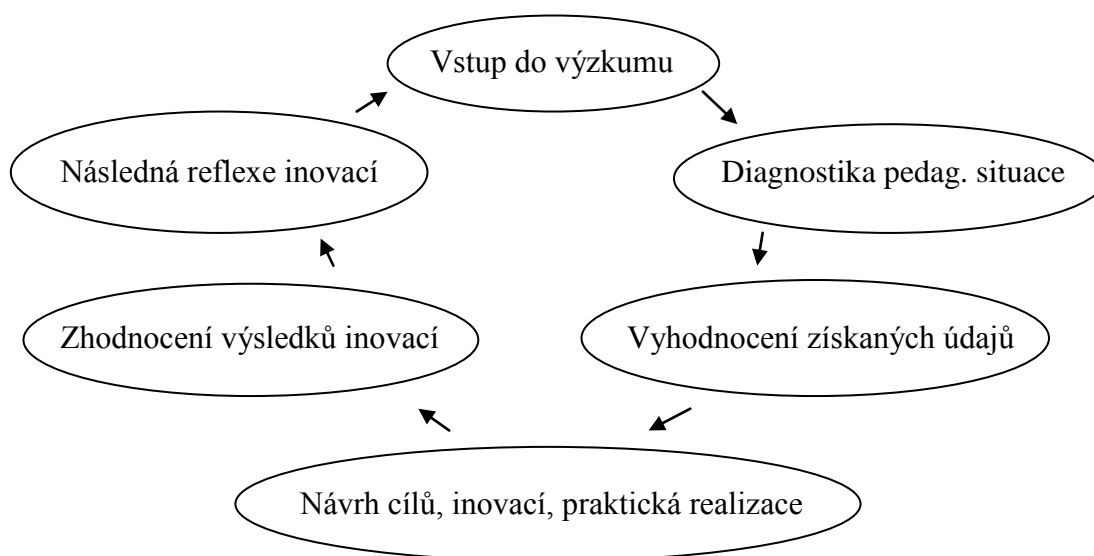 Vstup do výzkumu
Následná reflexe inovací
Diagnostika pedag. situace
Zhodnocení výsledků inovací
Vyhodnocení získaných údajů
Návrh cílů, inovací, praktická realizace